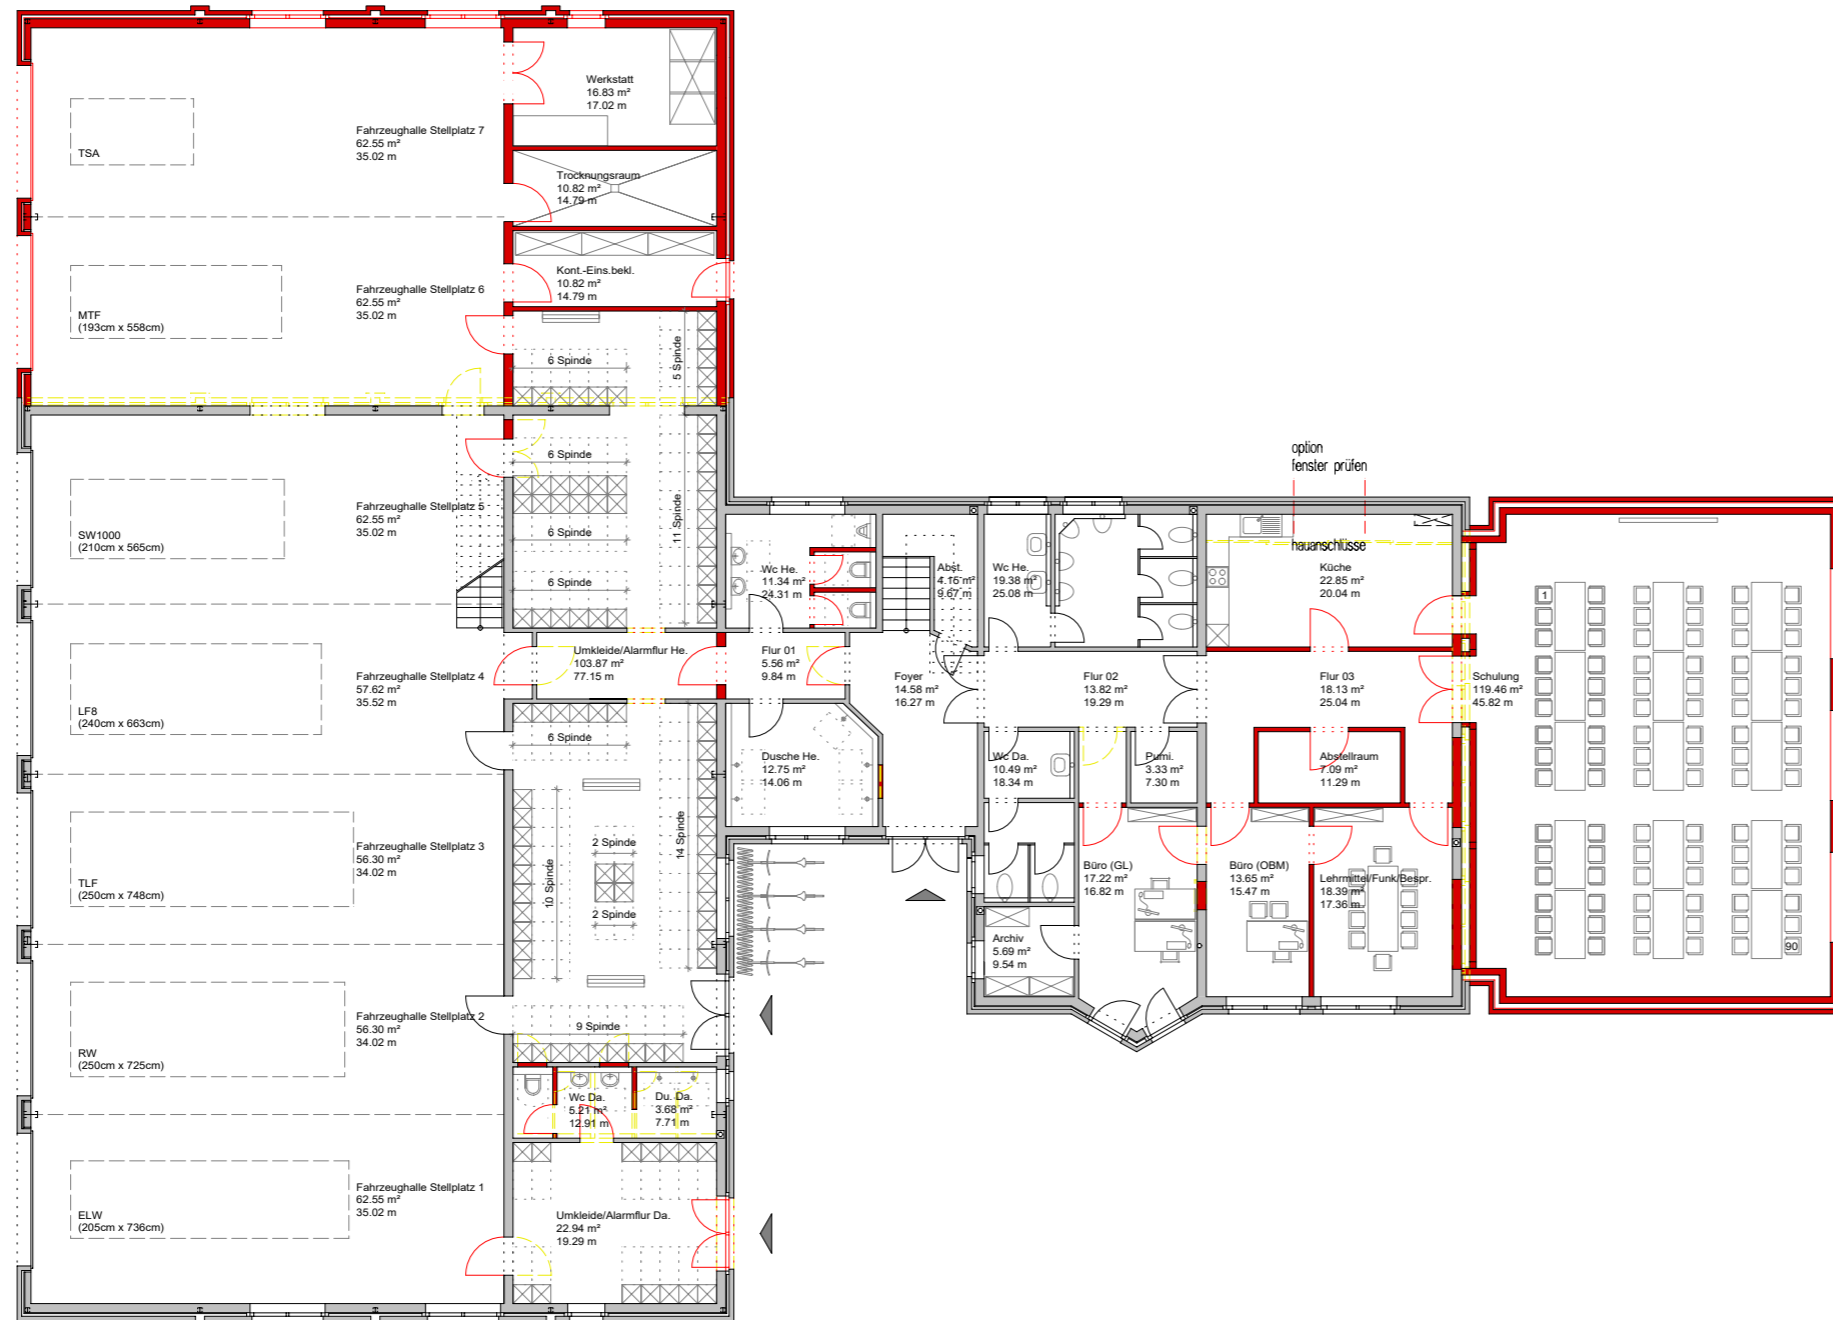 Werkstatt
16.83 m²
17.02 m
Fahrzeughalle Stellplatz 7
62.55 m²
35.02 m
TSA
Trocknungsraum
10.82 m²
14.79 m
Kont.-Eins.bekl.
10.82 m²
14.79 m
Fahrzeughalle Stellplatz 6
62.55 m²
35.02 m
MTF
(193cm x 558cm)
6 Spinde
5 Spinde
6 Spinde
11 Spinde
6 Spinde
6 Spinde
Fahrzeughalle Stellplatz 5
62.55 m²
35.02 m
SW1000
(210cm x 565cm)
option
fenster prüfen
hauanschlüsse
Küche
22.85 m²
20.04 m
Wc He.
11.34 m²
24.31 m
Abst.
4.16 m²
9.67 m
Wc He.
19.38 m²
25.08 m
1
Umkleide/Alarmflur He.
103.87 m²
77.15 m
Flur 01
5.56 m²
9.84 m
Foyer
14.58 m²
16.27 m
Flur 02
13.82 m²
19.29 m
Flur 03
18.13 m²
25.04 m
Schulung
119.46 m²
45.82 m
Fahrzeughalle Stellplatz 4
57.62 m²
35.52 m
LF8
(240cm x 663cm)
6 Spinde
Dusche He.
12.75 m²
14.06 m
Wc Da.
10.49 m²
18.34 m
Pumi.
3.33 m²
7.30 m
Abstellraum
7.09 m²
11.29 m
Fahrzeughalle Stellplatz 3
56.30 m²
34.02 m
TLF
(250cm x 748cm)
10 Spinde
2 Spinde
14 Spinde
2 Spinde
Büro (GL)
17.22 m²
16.82 m
Büro (OBM)
13.65 m²
15.47 m
Lehrmittel/Funk/Bespr.
18.39 m²
17.36 m
90
Archiv
5.69 m²
9.54 m
Fahrzeughalle Stellplatz 2
56.30 m²
34.02 m
RW
(250cm x 725cm)
9 Spinde
Wc Da.
5.21 m²
12.91 m
Du. Da.
3.68 m²
7.71 m
Fahrzeughalle Stellplatz 1
62.55 m²
35.02 m
ELW
(205cm x 736cm)
Umkleide/Alarmflur Da.
22.94 m²
19.29 m